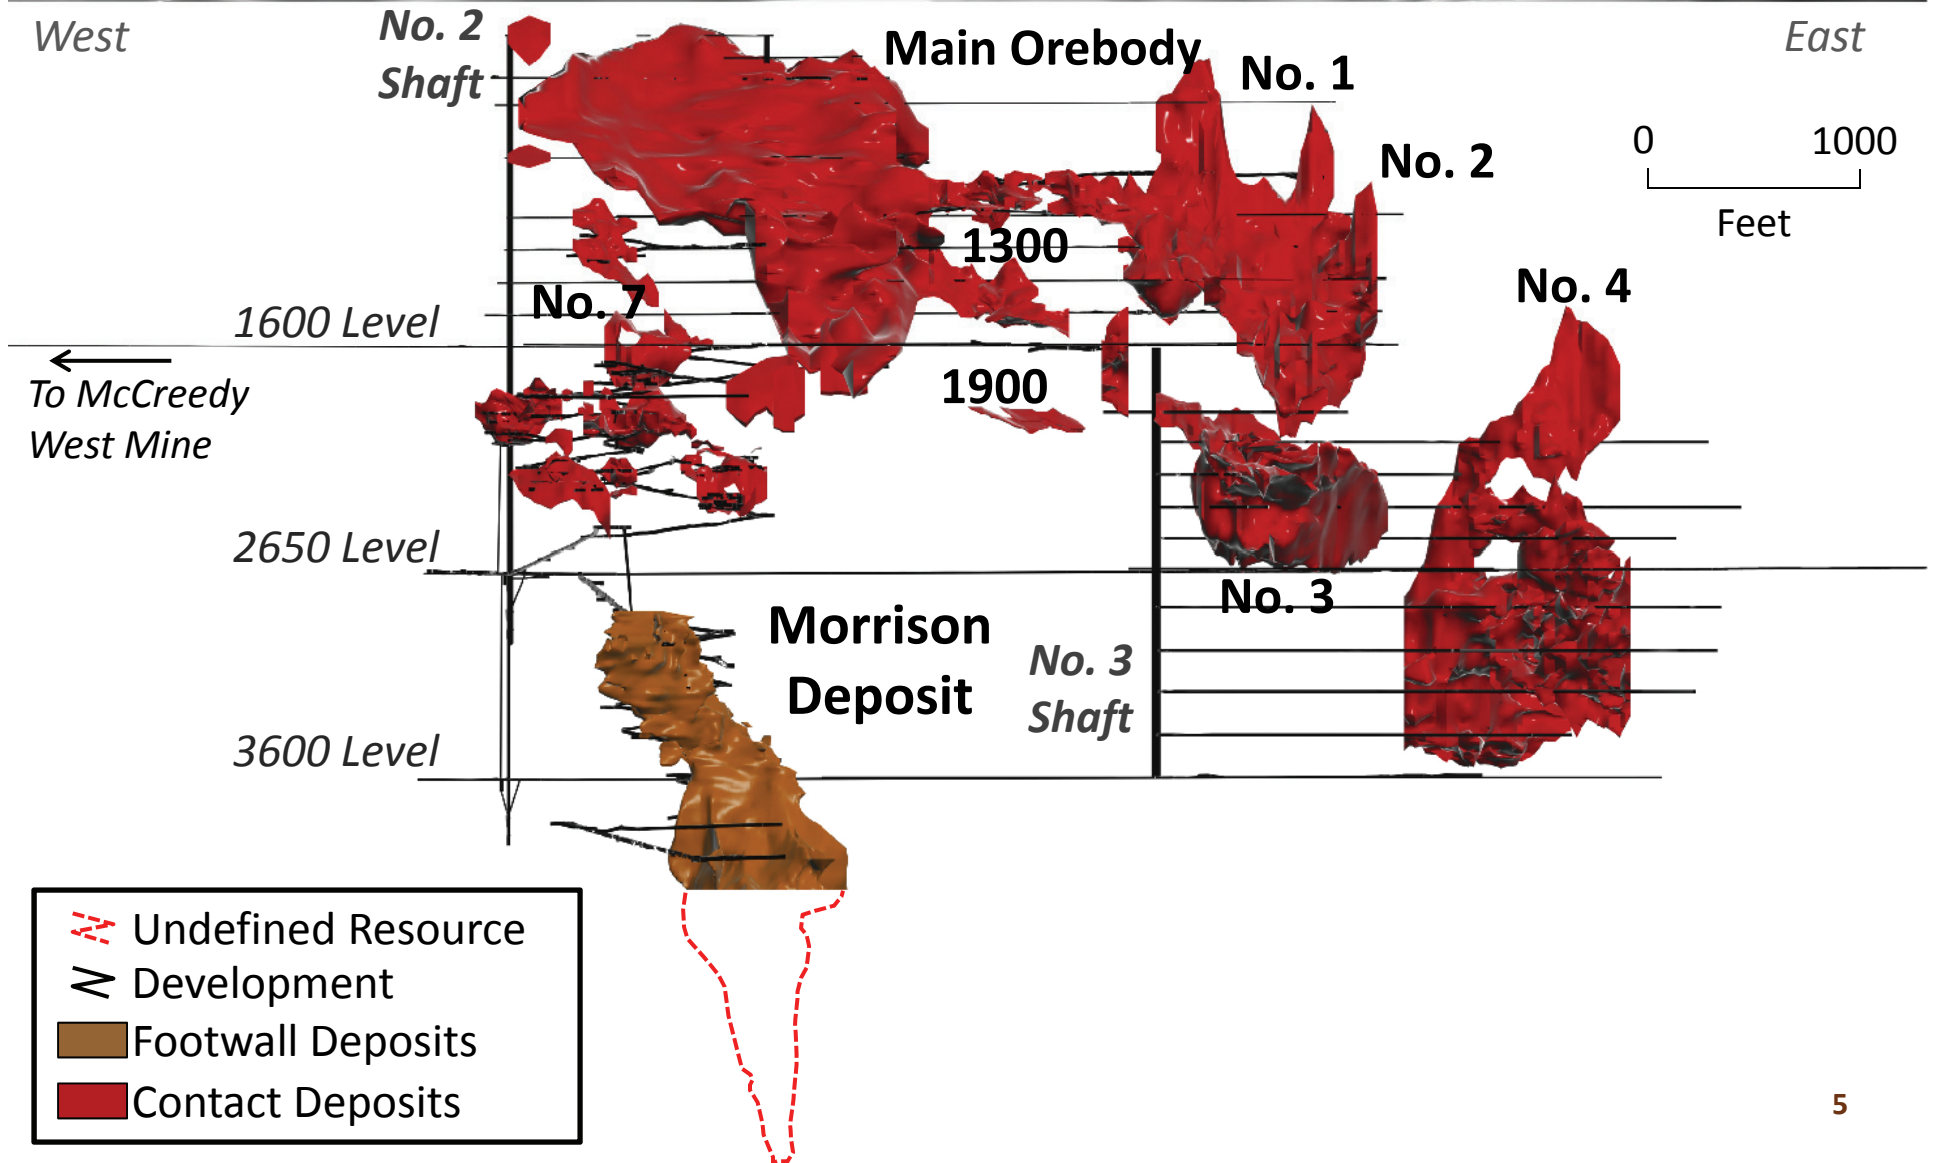 West
No. 2
Shaft
Main Orebody
No. 1
East
0 1000
Feet
No. 2
1300
No. 7
No. 4
1600 Level
To McCreedy
West Mine
1900
2650 Level
No. 3
Morrison
Deposit
No. 3
Shaft
3600 Level
Undefined Resource
Development
Footwall Deposits
Contact Deposits
5